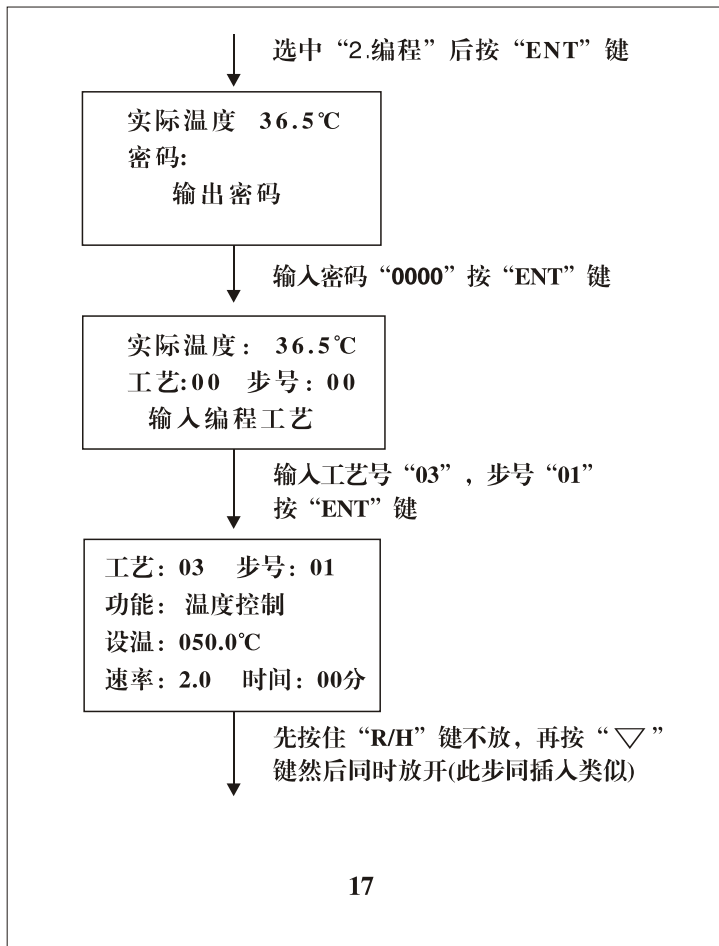 选中“2.编程”后按“ENT”键
实际温度 36.5℃
密码:
输出密码
输入密码“0000”按“ENT”键
实际温度: 36.5℃
工艺:00 步号: 00
输入编程工艺
输入工艺号“03”, 步号“01”
按“ENT”键
工艺: 03 步号: 01
功能: 温度控制
设温: 050.0℃
速率: 2.0 时间: 00分
先按住“R/H”键不放, 再按“▽”
键然后同时放开(此步同插入类似)
17